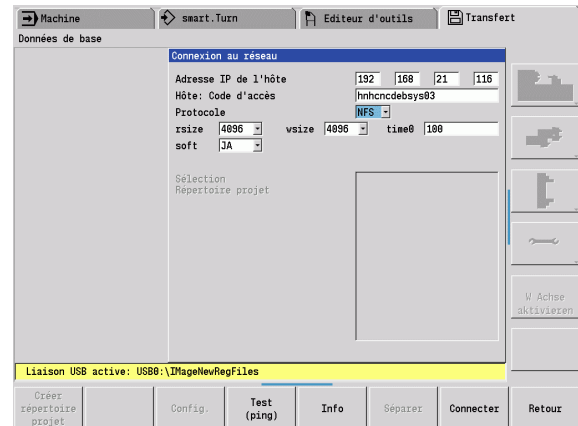 Machine
smart.Turn
Editeur d'outils
Transfert
Données de base
Connexion au réseau
Adresse IP de l'hôte 192 168 21 116
Hôte: Code d'accès hnhcncdebsys03
Protocole NFS
rsize 4096 wsize 4096 time0 100
soft JA
Sélection
Répertoire projet
W Achse
aktivieren
Liaison USB active: USB0:\IMageNewRegFiles
Créer
répertoire
projet
Config.
Test
(ping)
Info
Séparer
Connecter
Retour